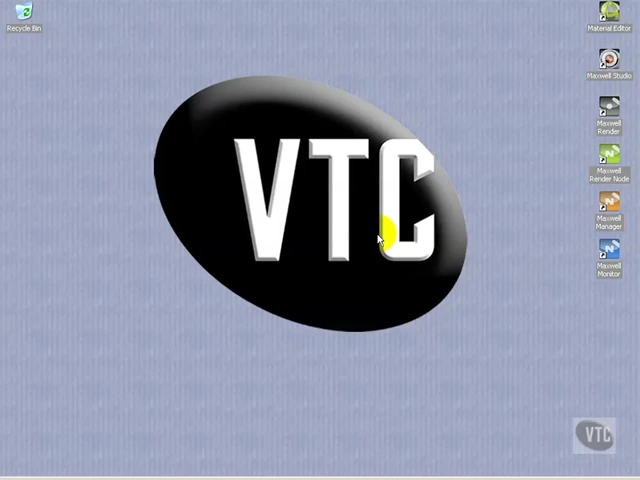 Recycle Bin
Material Editor
Maxwell Studio
Maxwell
Render
Maxwell
Render Node
Maxwell
Manager
Maxwell
Monitor
VTC
VTC